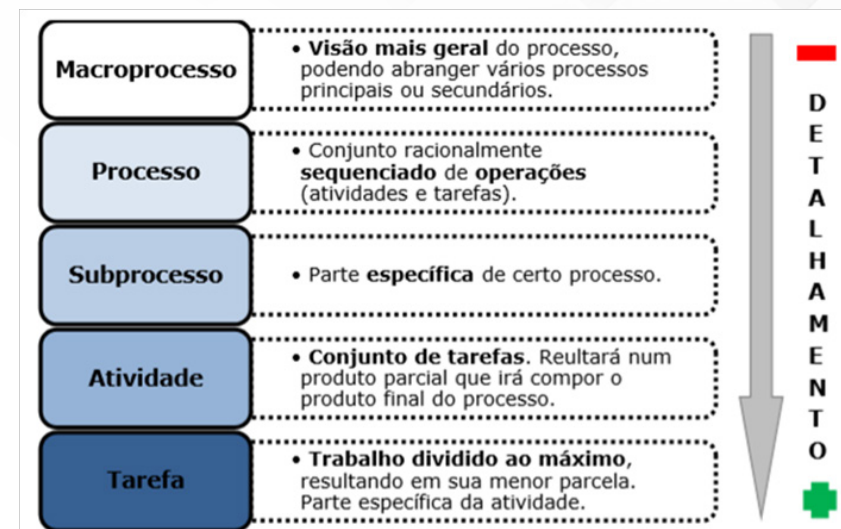 Macroprocesso
• Visão mais geral do processo,
podendo abranger vários processos
principais ou secundários.
Processo
• Conjunto racionalmente
sequenciado de operações
(atividades e tarefas).
Subprocesso
• Parte específica de certo processo.
Atividade
• Conjunto de tarefas. Reultará num
produto parcial que irá compor o
produto final do processo.
Tarefa
• Trabalho dividido ao máximo,
resultando em sua menor parcela.
Parte específica da atividade.
D
E
T
A
L
H
A
M
E
N
T
O